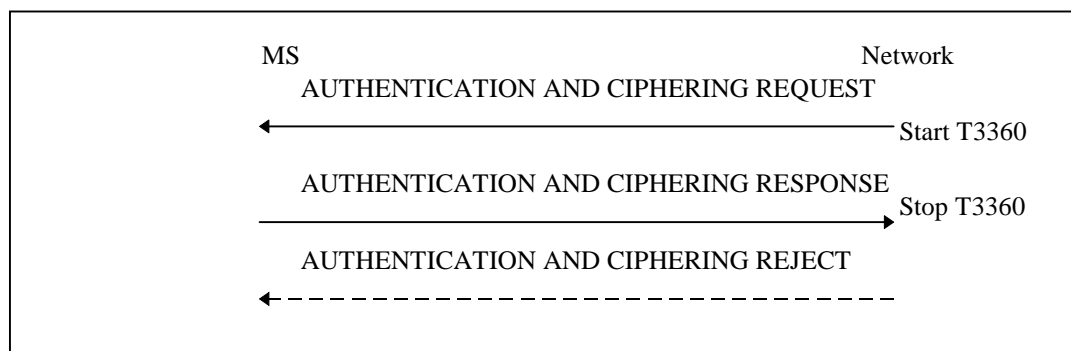 MS Network
AUTHENTICATION AND CIPHERING REQUEST
Start T3360
AUTHENTICATION AND CIPHERING RESPONSE
Stop T3360
AUTHENTICATION AND CIPHERING REJECT